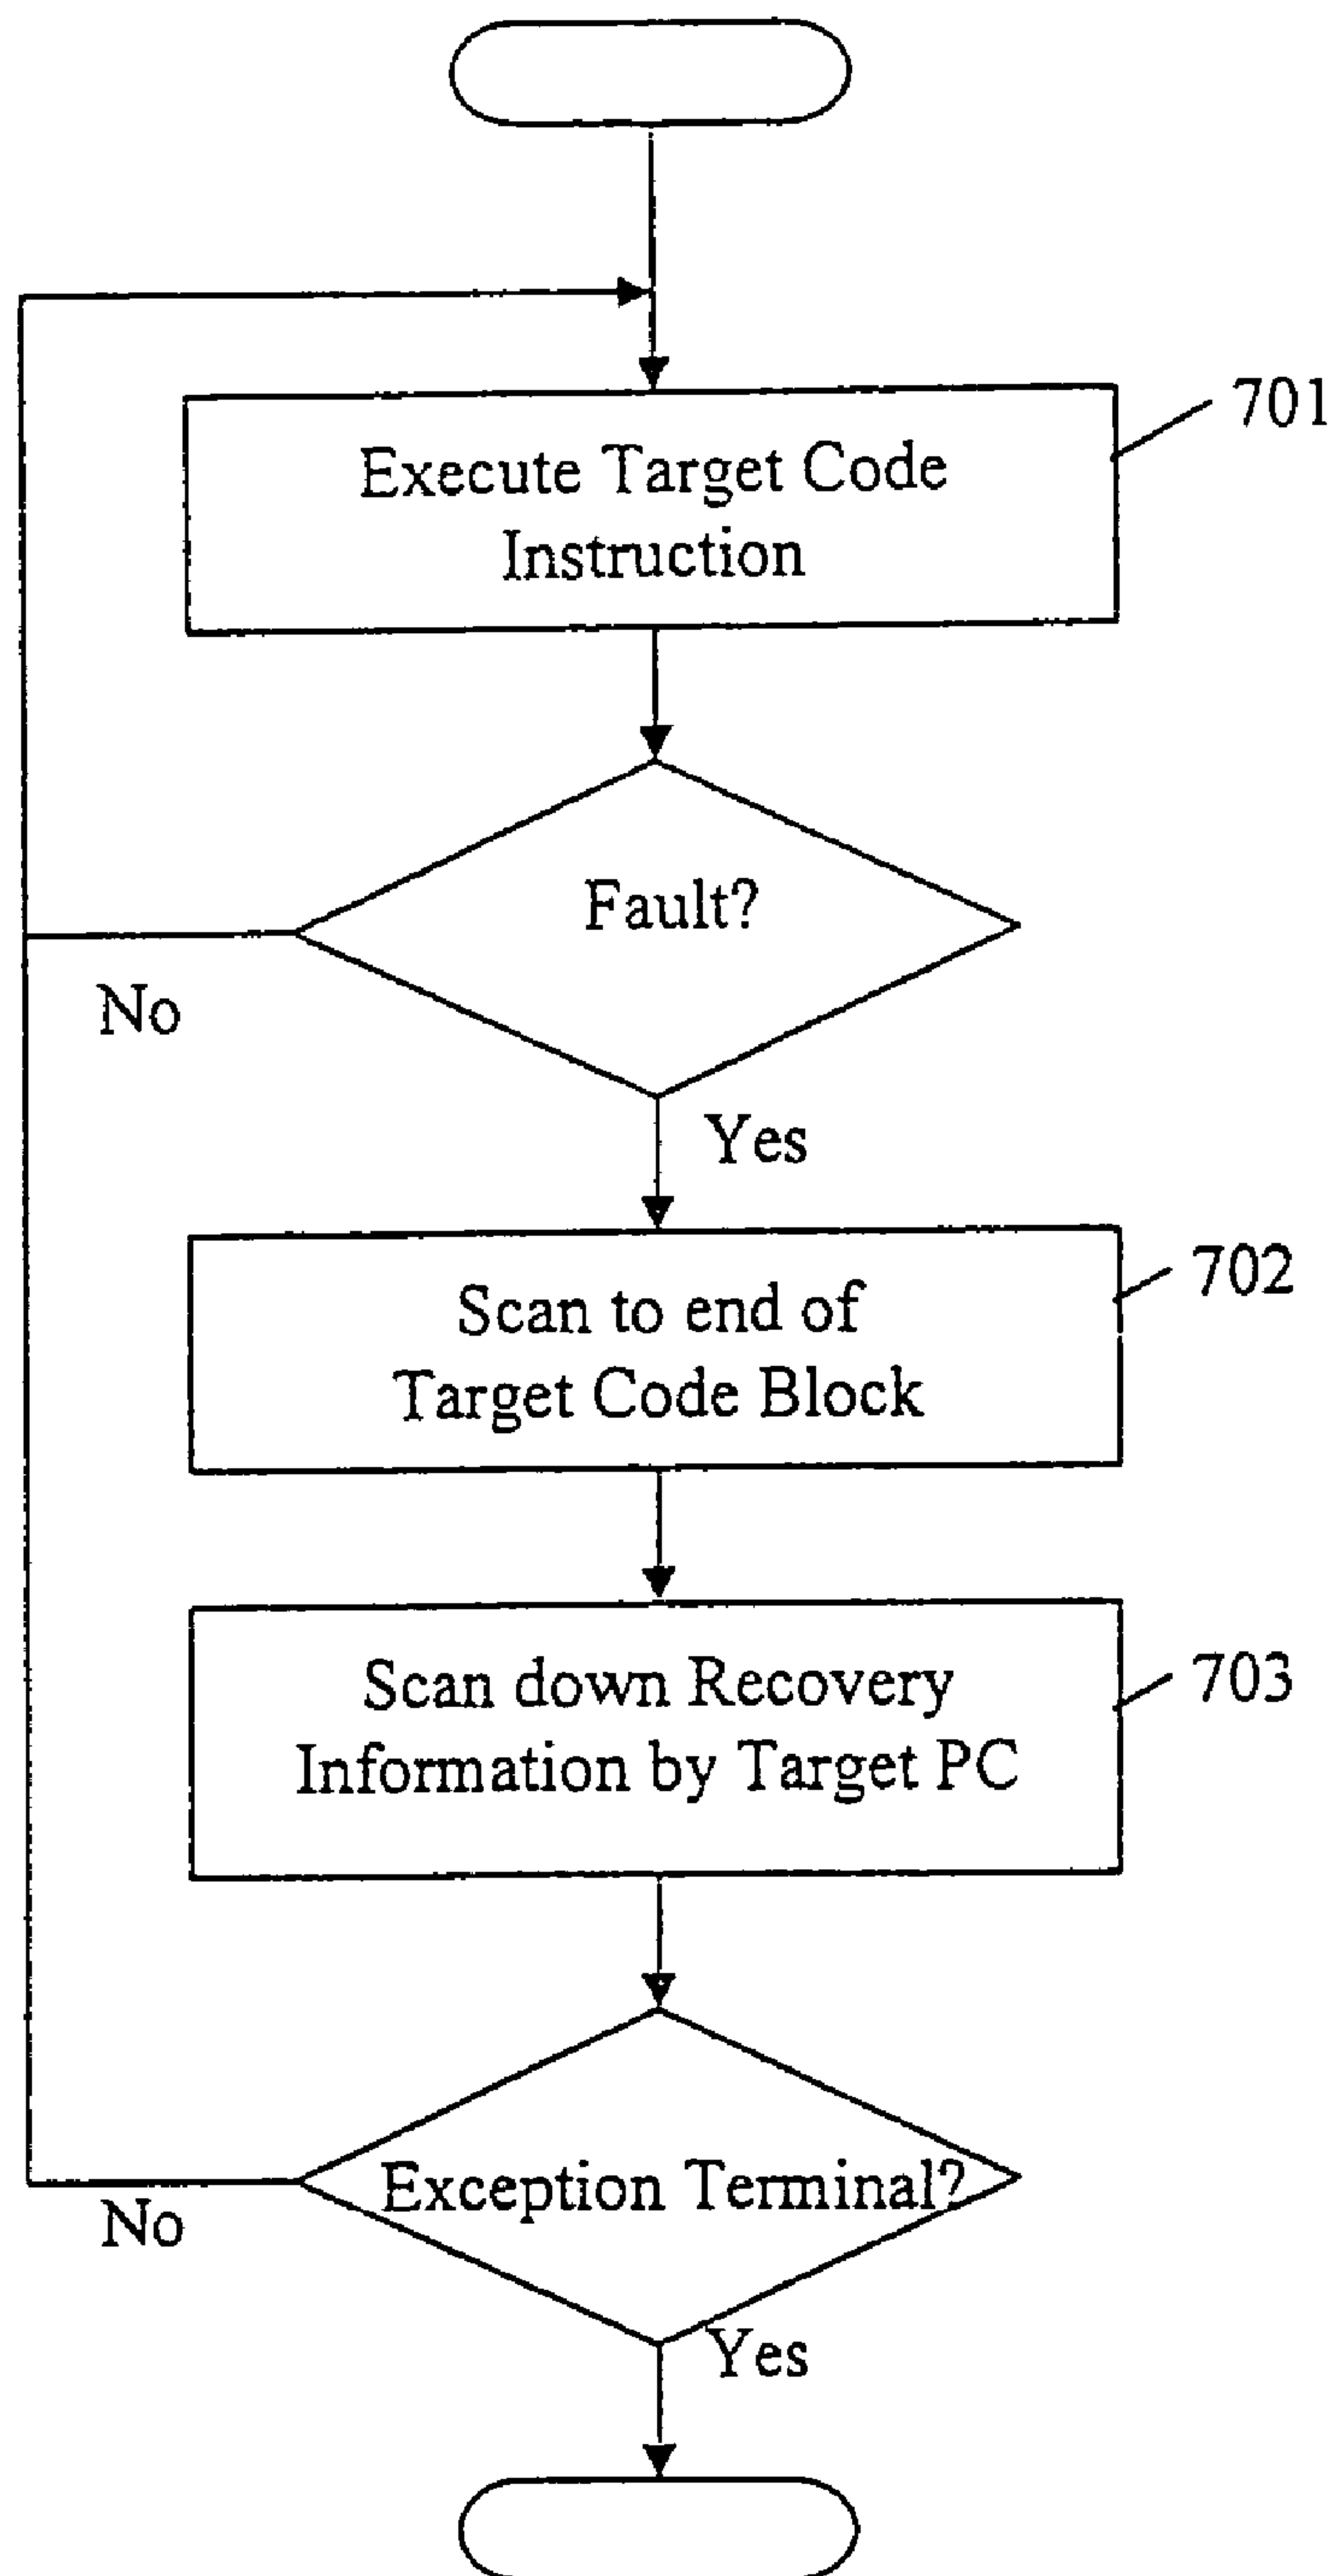 701
Execute Target Code
Instruction
Fault?
No
Yes
702
Scan to end of
Target Code Block
703
Scan down Recovery
Information by Target PC
Exception Terminal?
No
Yes